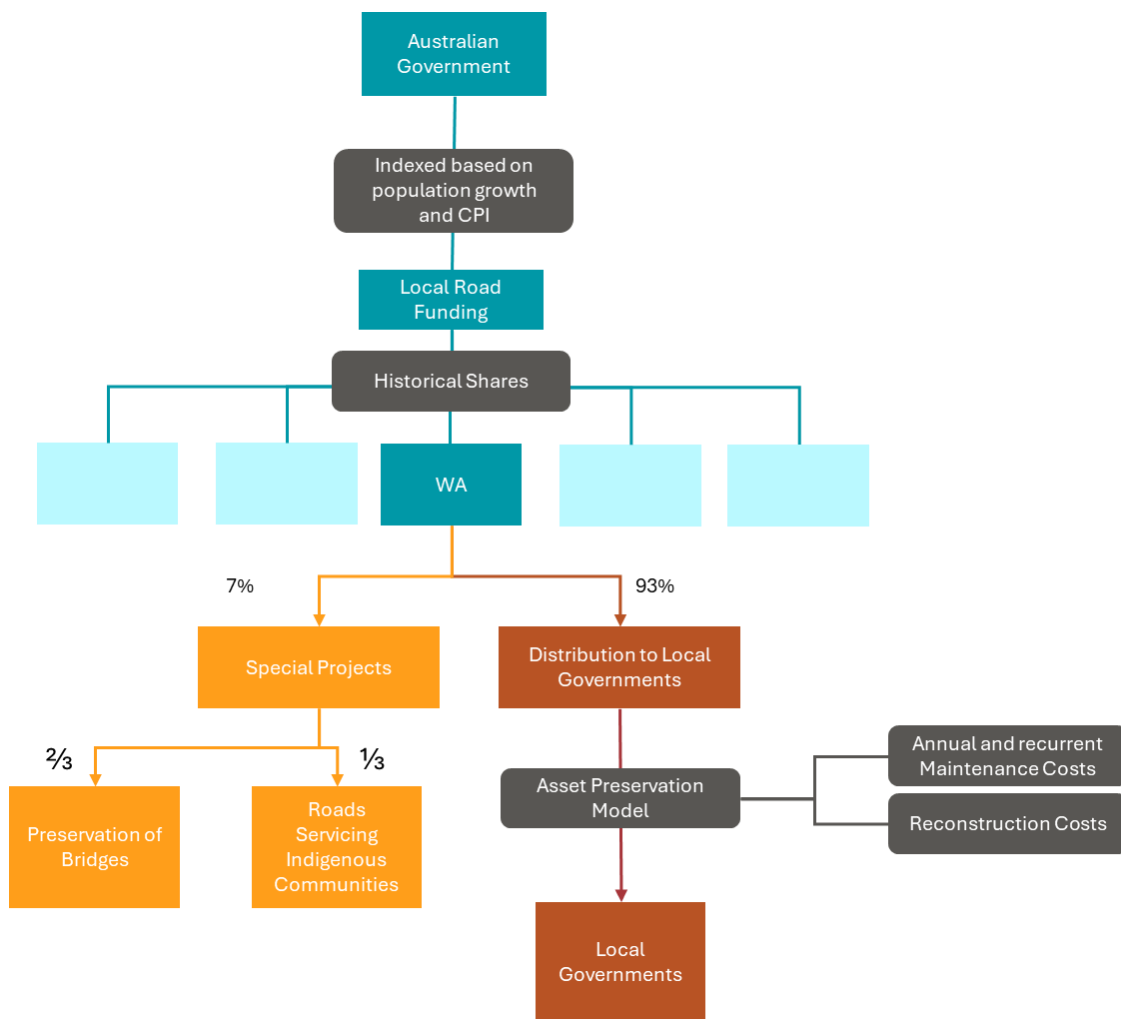 Australian
Government
Indexed based on
population growth
and CPI
Local Road
Funding
Historical Shares
WA
7%
93%
Special Projects
Distribution to Local
Governments
⅔
⅓
Annual and recurrent
Maintenance Costs
Asset Preservation
Model
Reconstruction Costs
Preservation of
Bridges
Roads
Servicing
Indigenous
Communities
Local
Governments